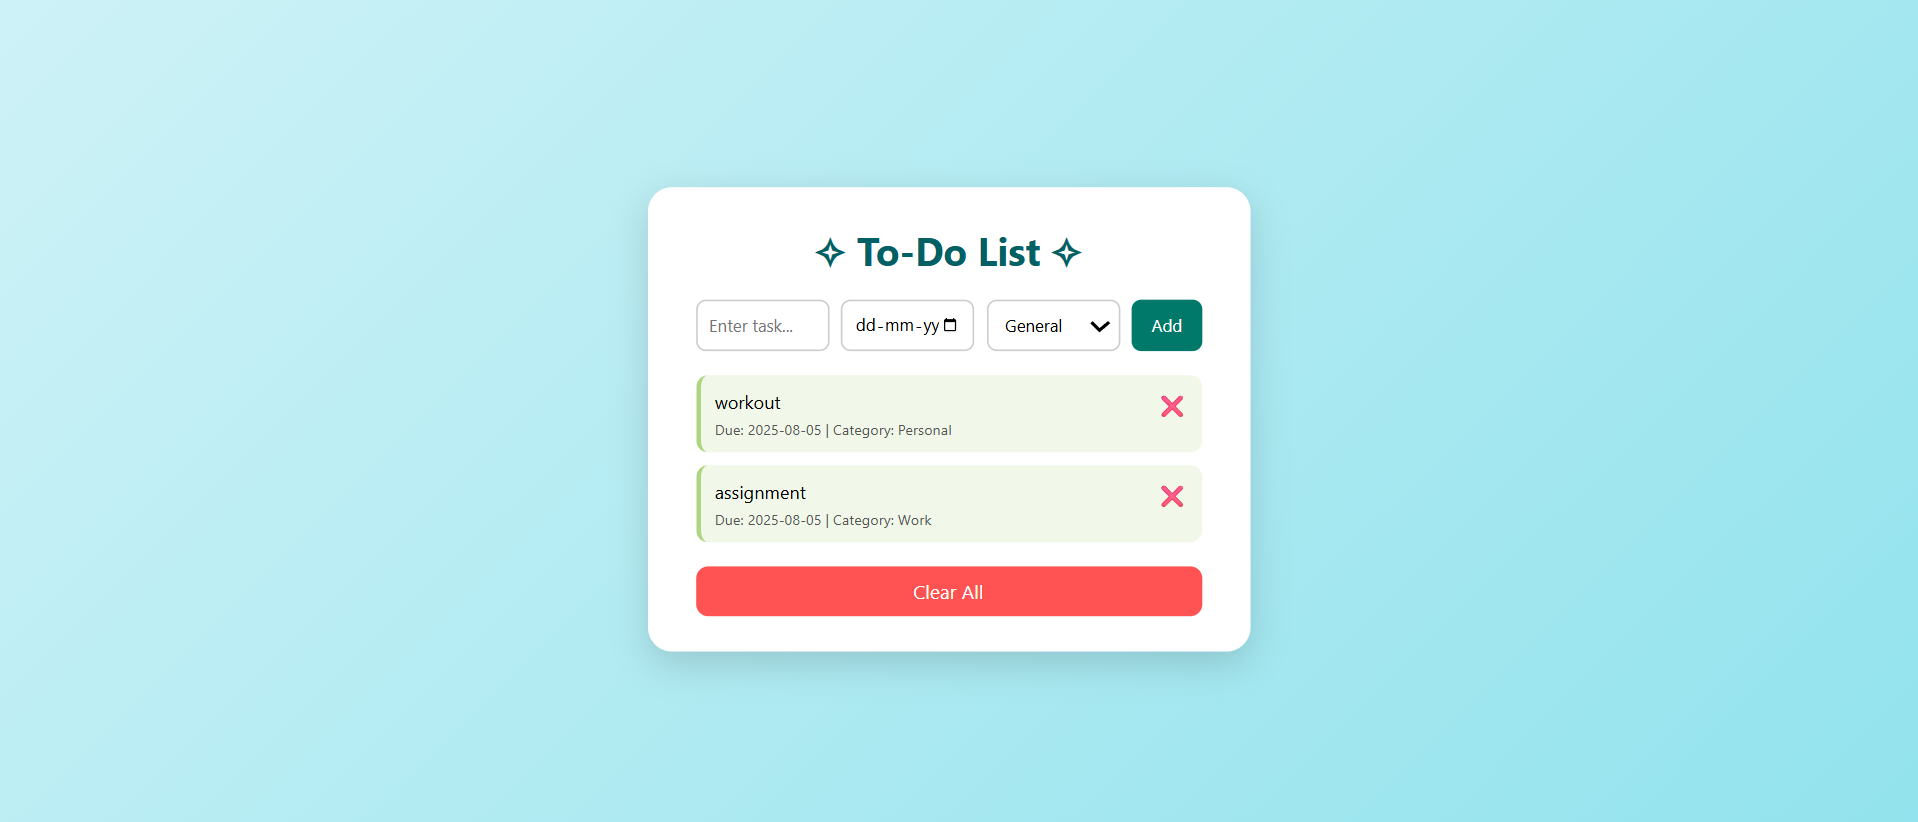 ✧ To-Do List ✧
Enter task... dd-mm-yy General Add
workout
Due: 2025-08-05 | Category: Personal
assignment
Due: 2025-08-05 | Category: Work
Clear All